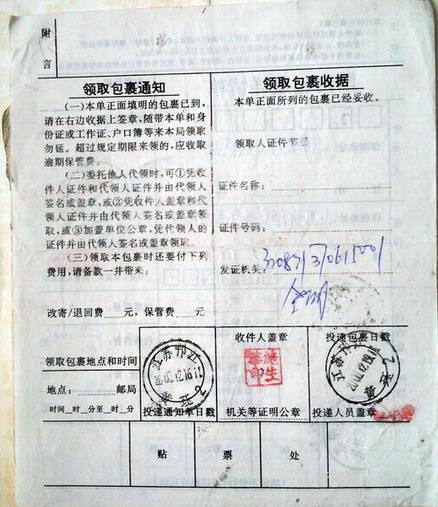 附
言
领取包裹通知
(一)本单正面填明的包裹已到,
请在右边收据上签章,随带本单和身
份证或工作证、户口簿等来本局领取
勿延。超过规定期限来领的,应收取
逾期保管费。
(二)委托他人代领时,可①凭收
件人证件和代领人证件并由代领人
签名或盖章,或②凭收件人盖章和代
领人证件并由代领人签名或盖章领
取,或③加盖单位公章,凭代领人的
证件并由代领人签名或盖章领取。
(三)领取本包裹时还要付下列
费用,请备款一并带来:
改寄/退回费 元,保管费 元
领取包裹收据
本单正面所列的包裹已经妥收。
领取人证件节目
证件名称:
证件号码:
发证机关:
领取包裹地点和时间
地点: 邮局
时间 时 分至 时 分
江苏邗江
投递通知单日戳
收件人盖章
机关等证明公章
投递包裹日戳
江苏邗江
投递人员盖章
贴 票 处